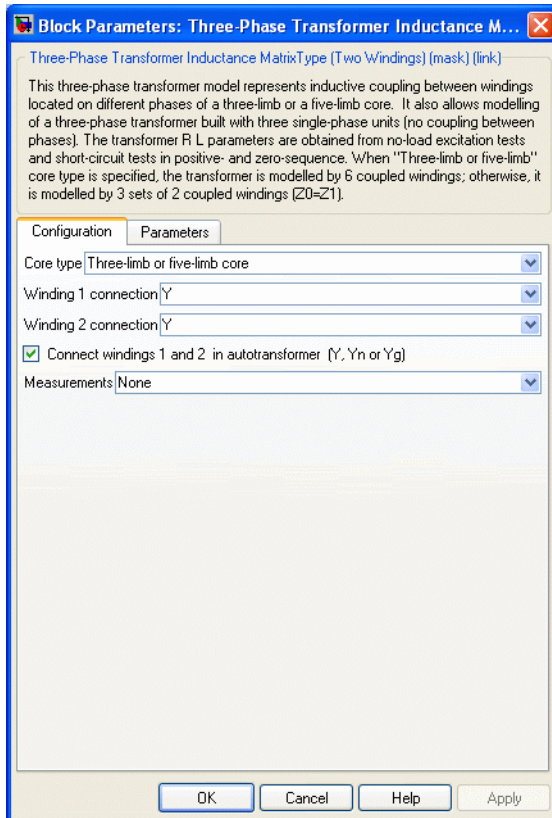 Block Parameters: Three-Phase Transformer Inductance M...
Three-Phase Transformer Inductance MatrixType (Two Windings) (mask) (link)
This three-phase transformer model represents inductive coupling between windings
located on different phases of a three-limb or a five-limb core. It also allows modelling
of a three-phase transformer built with three single-phase units (no coupling between
phases). The transformer R L parameters are obtained from no-load excitation tests
and short-circuit tests in positive- and zero-sequence. When "Three-limb or five-limb"
core type is specified, the transformer is modelled by 6 coupled windings; otherwise, it
is modelled by 3 sets of 2 coupled windings (Z0=Z1).
Configuration Parameters
Core type Three-limb or five-limb core
Winding 1 connection Y
Winding 2 connection Y
Connect windings 1 and 2 in autotransformer (Y, Yn or Yg)
Measurements None
OK Cancel Help Apply